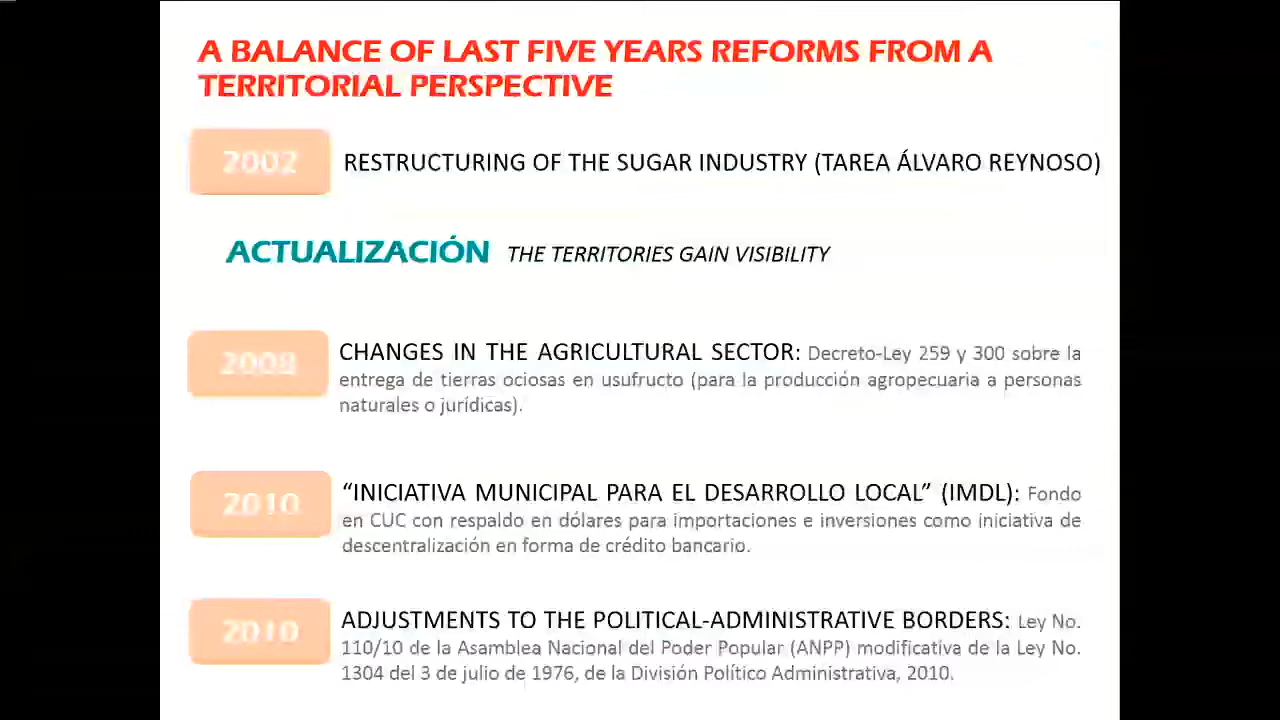 A BALANCE OF LAST FIVE YEARS REFORMS FROM A
TERRITORIAL PERSPECTIVE
2002
RESTRUCTURING OF THE SUGAR INDUSTRY (TAREA ÁLVARO REYNOSO)
ACTUALIZACIÓN THE TERRITORIES GAIN VISIBILITY
2008
CHANGES IN THE AGRICULTURAL SECTOR: Decreto-Ley 259 y 300 sobre la
entrega de tierras ociosas en usufructo (para la producción agropecuaria a personas
naturales o jurídicas).
2010
“INICIATIVA MUNICIPAL PARA EL DESARROLLO LOCAL” (IMDL): Fondo
en CUC con respaldo en dólares para importaciones e inversiones como iniciativa de
descentralización en forma de crédito bancario.
2010
ADJUSTMENTS TO THE POLITICAL-ADMINISTRATIVE BORDERS: Ley No.
110/10 de la Asamblea Nacional del Poder Popular (ANPP) modificativa de la Ley No.
1304 del 3 de julio de 1976, de la División Político Administrativa, 2010.